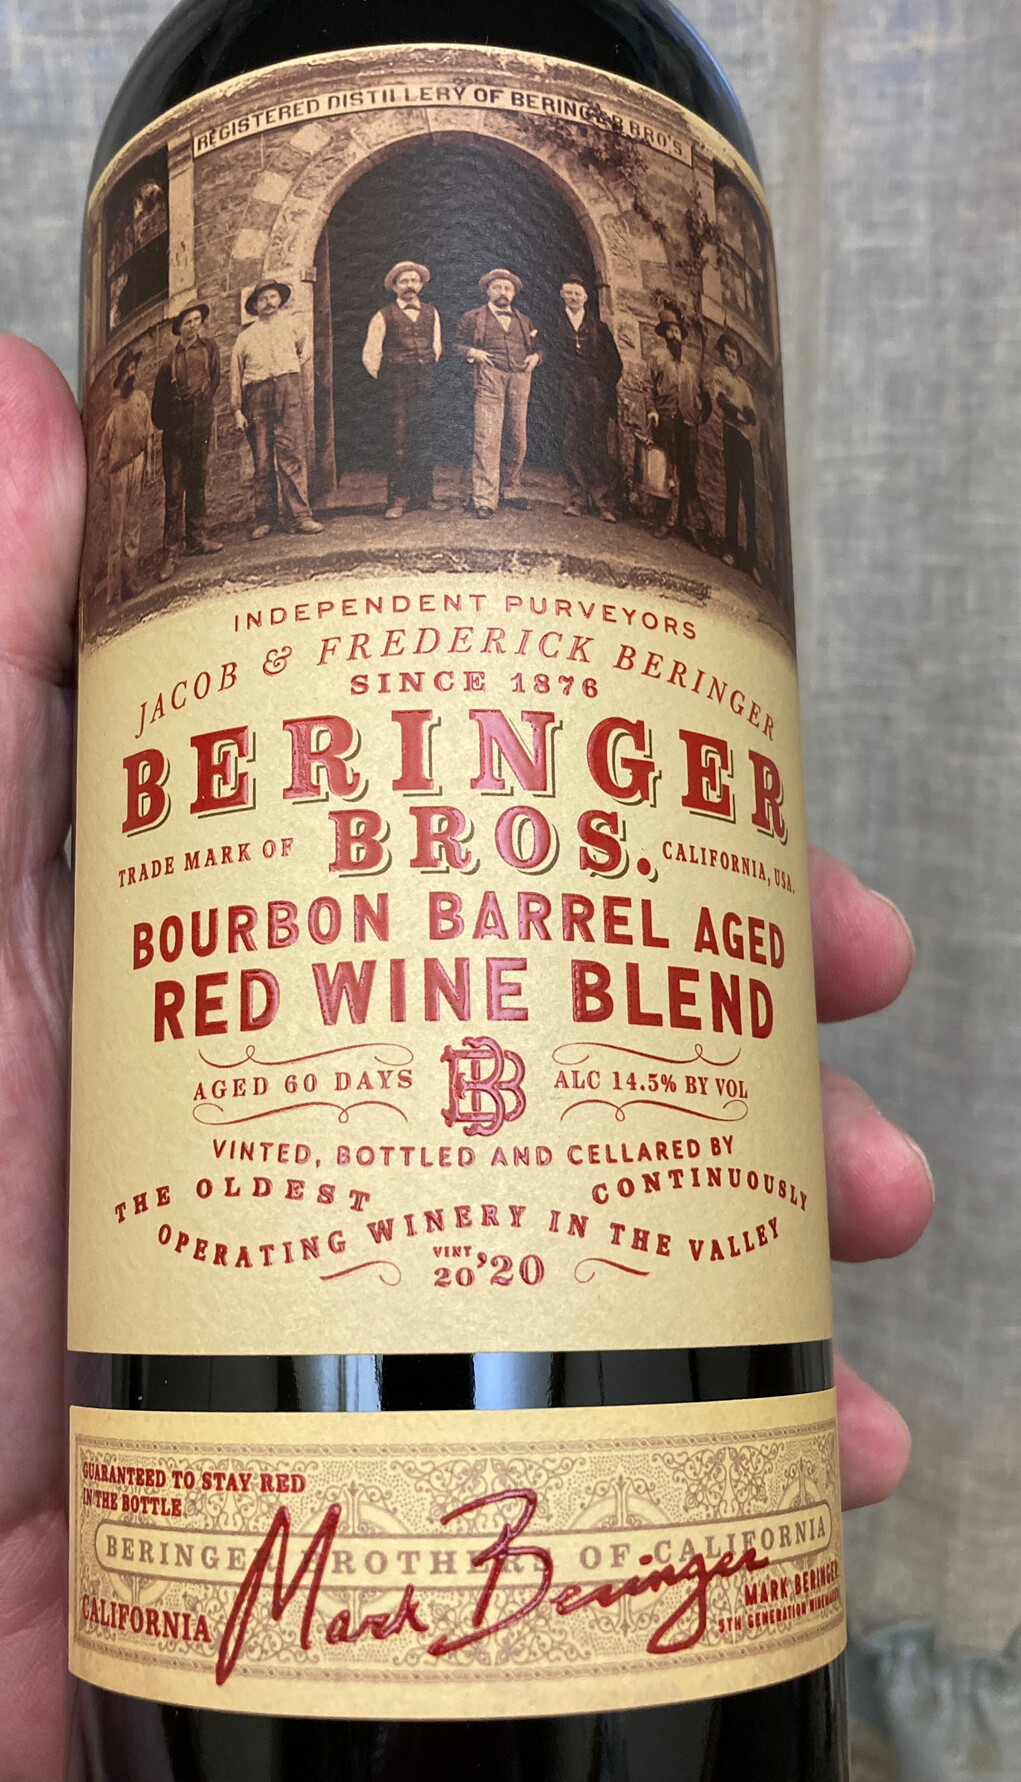 REGISTERED DISTILLERY OF BERINGER BRO'S
INDEPENDENT PURVEYORS
JACOB & FREDERICK BERINGER
SINCE 1876
BERINGER
TRADE MARK OF BROS. CALIFORNIA, USA.
BOURBON BARREL AGED
RED WINE BLEND
AGED 60 DAYS BB ALC 14.5% BY VOL
VINTED, BOTTLED AND CELLARED BY
THE OLDEST CONTINUOUSLY
OPERATING WINERY IN THE VALLEY
VINT
20'20
GUARANTEED TO STAY RED
IN THE BOTTLE
BERINGER BROTHERS OF CALIFORNIA
Mark Beringer
CALIFORNIA
MARK BERINGER
5TH GENERATION WINEMAKER